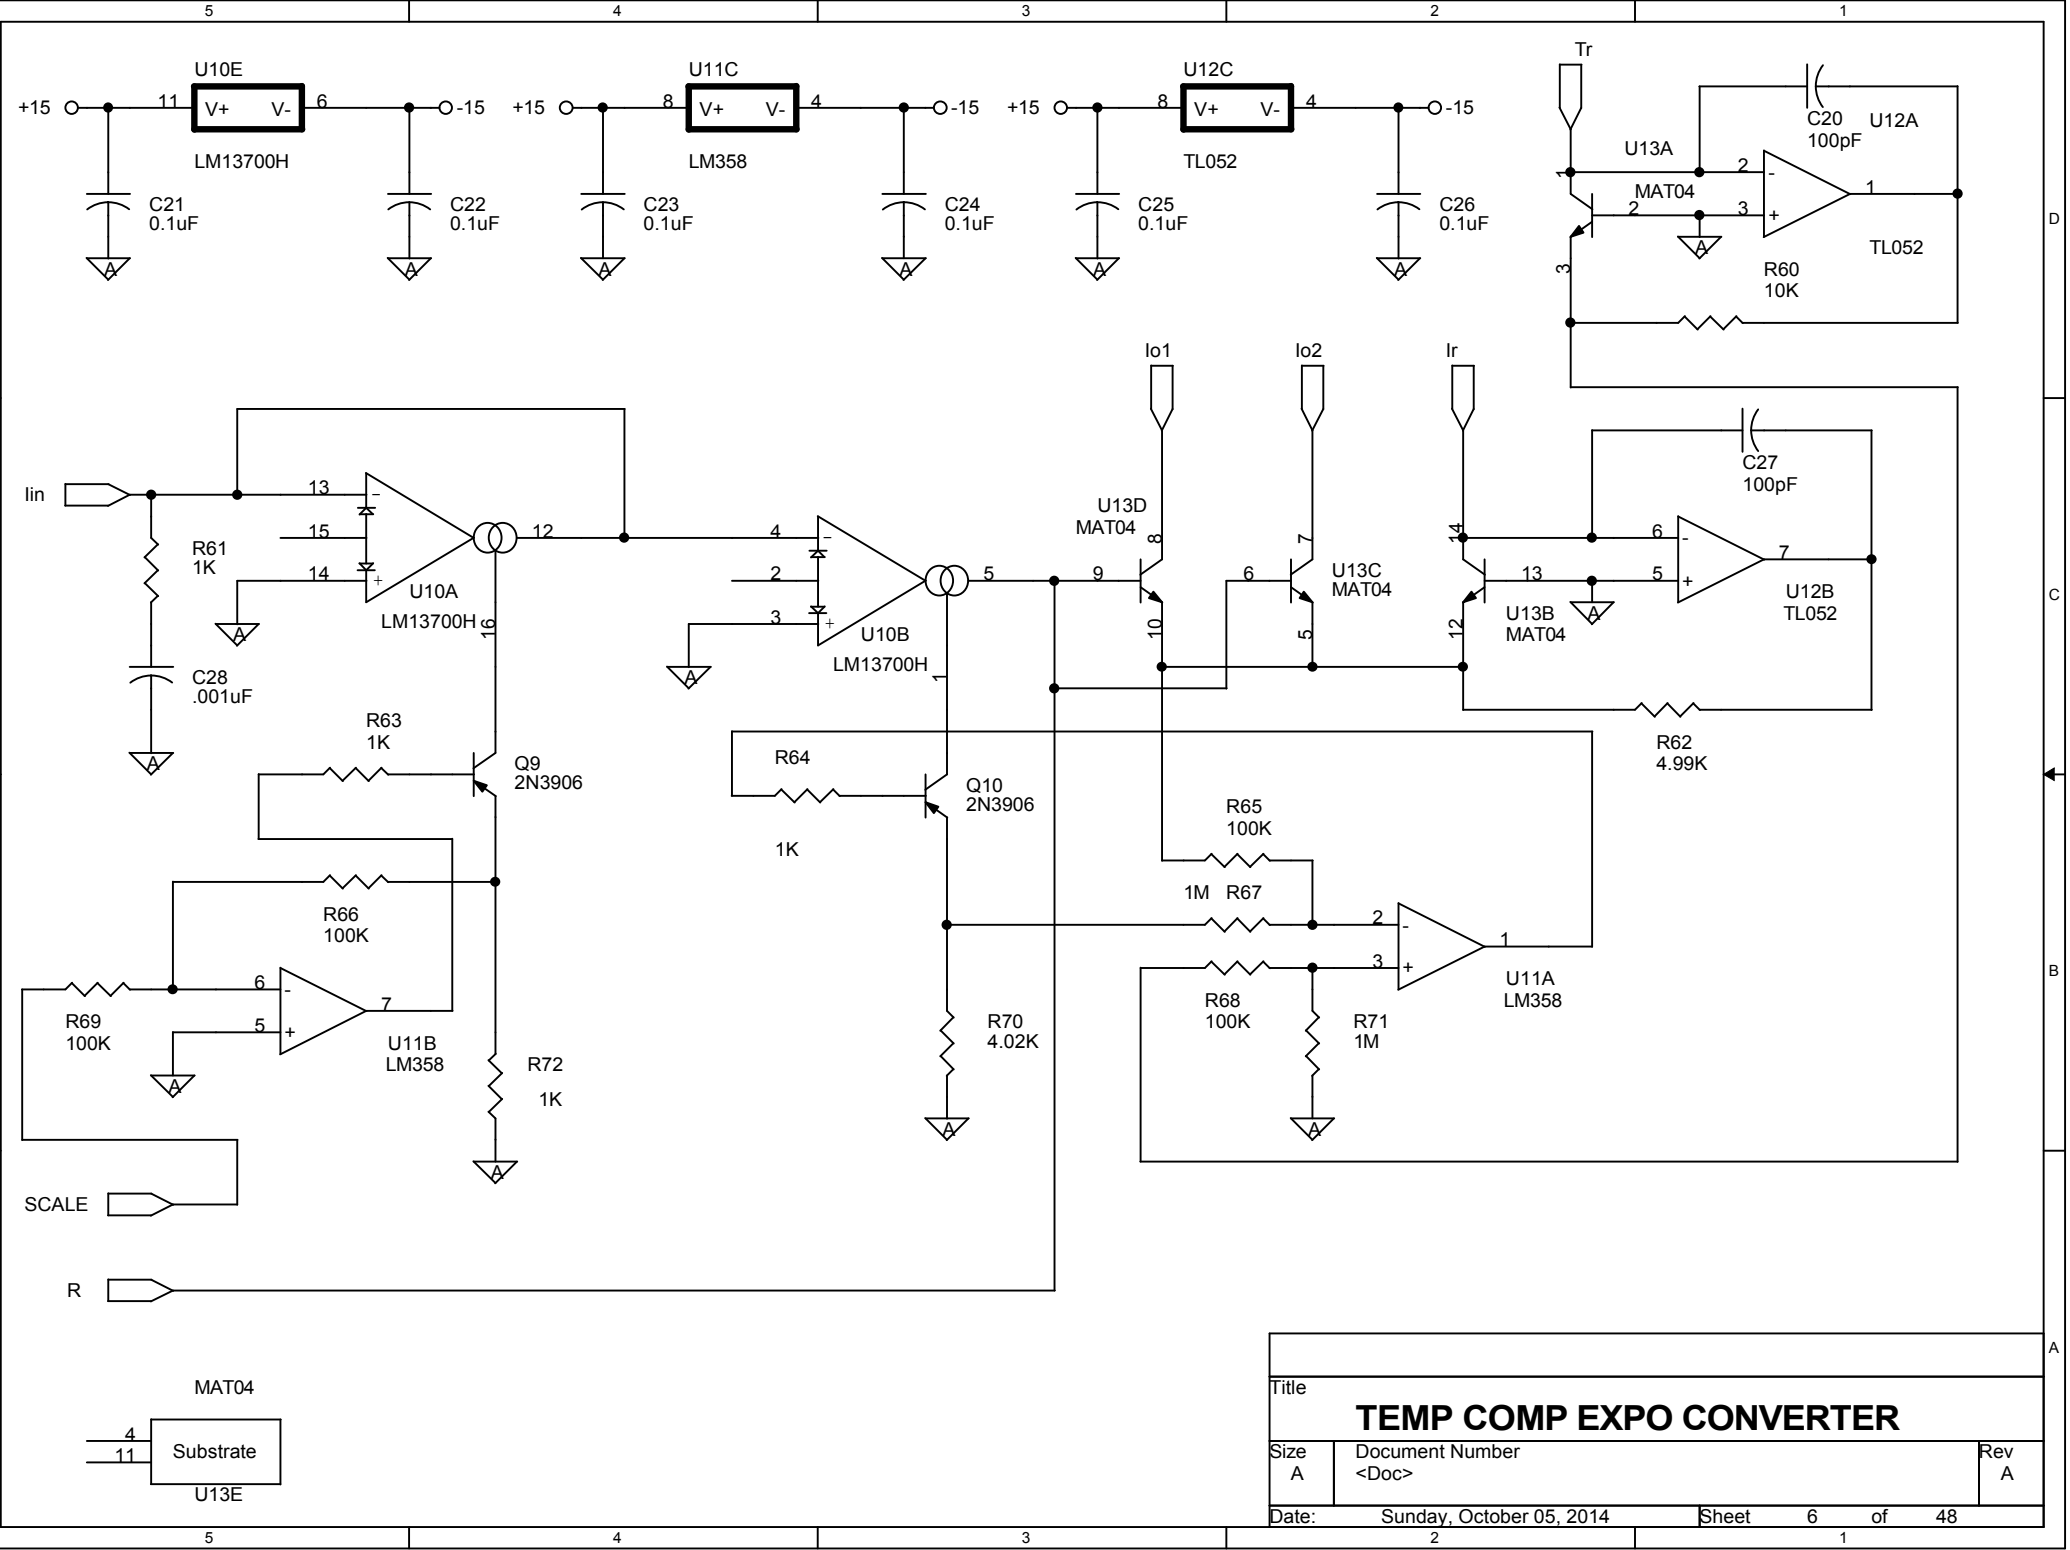 5 4 3 2 1
U10E
+15 11 V+ V- 6 -15
LM13700H
C21
0.1uF
A
C22
0.1uF
A
U11C
+15 8 V+ V- 4 -15
LM358
C23
0.1uF
A
C24
0.1uF
A
U12C
+15 8 V+ V- 4 -15
TL052
C25
0.1uF
A
C26
0.1uF
A
Tr
C20
100pF
U12A
U13A
MAT04
1
2
3
2
-
3
+
1
A
TL052
R60
10K
D
Io1
Io2
Ir
C27
100pF
Iin
13
-
15
14
+
12
16
R61
1K
A
U10A
LM13700H
C28
.001uF
A
4
-
2
3
+
5
1
A
U10B
LM13700H
U13D
MAT04
8
9
10
7
6
5
U13C
MAT04
14
13
12
U13B
MAT04
A
6
-
5
+
7
U12B
TL052
C
R62
4.99K
R63
1K
Q9
2N3906
R64
1K
Q10
2N3906
R65
100K
1M R67
R66
100K
R69
100K
6
-
5
+
7
A
U11B
LM358
R72
1K
A
R70
4.02K
A
R68
100K
R71
1M
A
2
-
3
+
1
U11A
LM358
B
SCALE
R
MAT04
4
11
Substrate
U13E
A
Title
TEMP COMP EXPO CONVERTER
Size
A
Document Number
<Doc>
Rev
A
Date: Sunday, October 05, 2014 Sheet 6 of 48
5 4 3 2 1